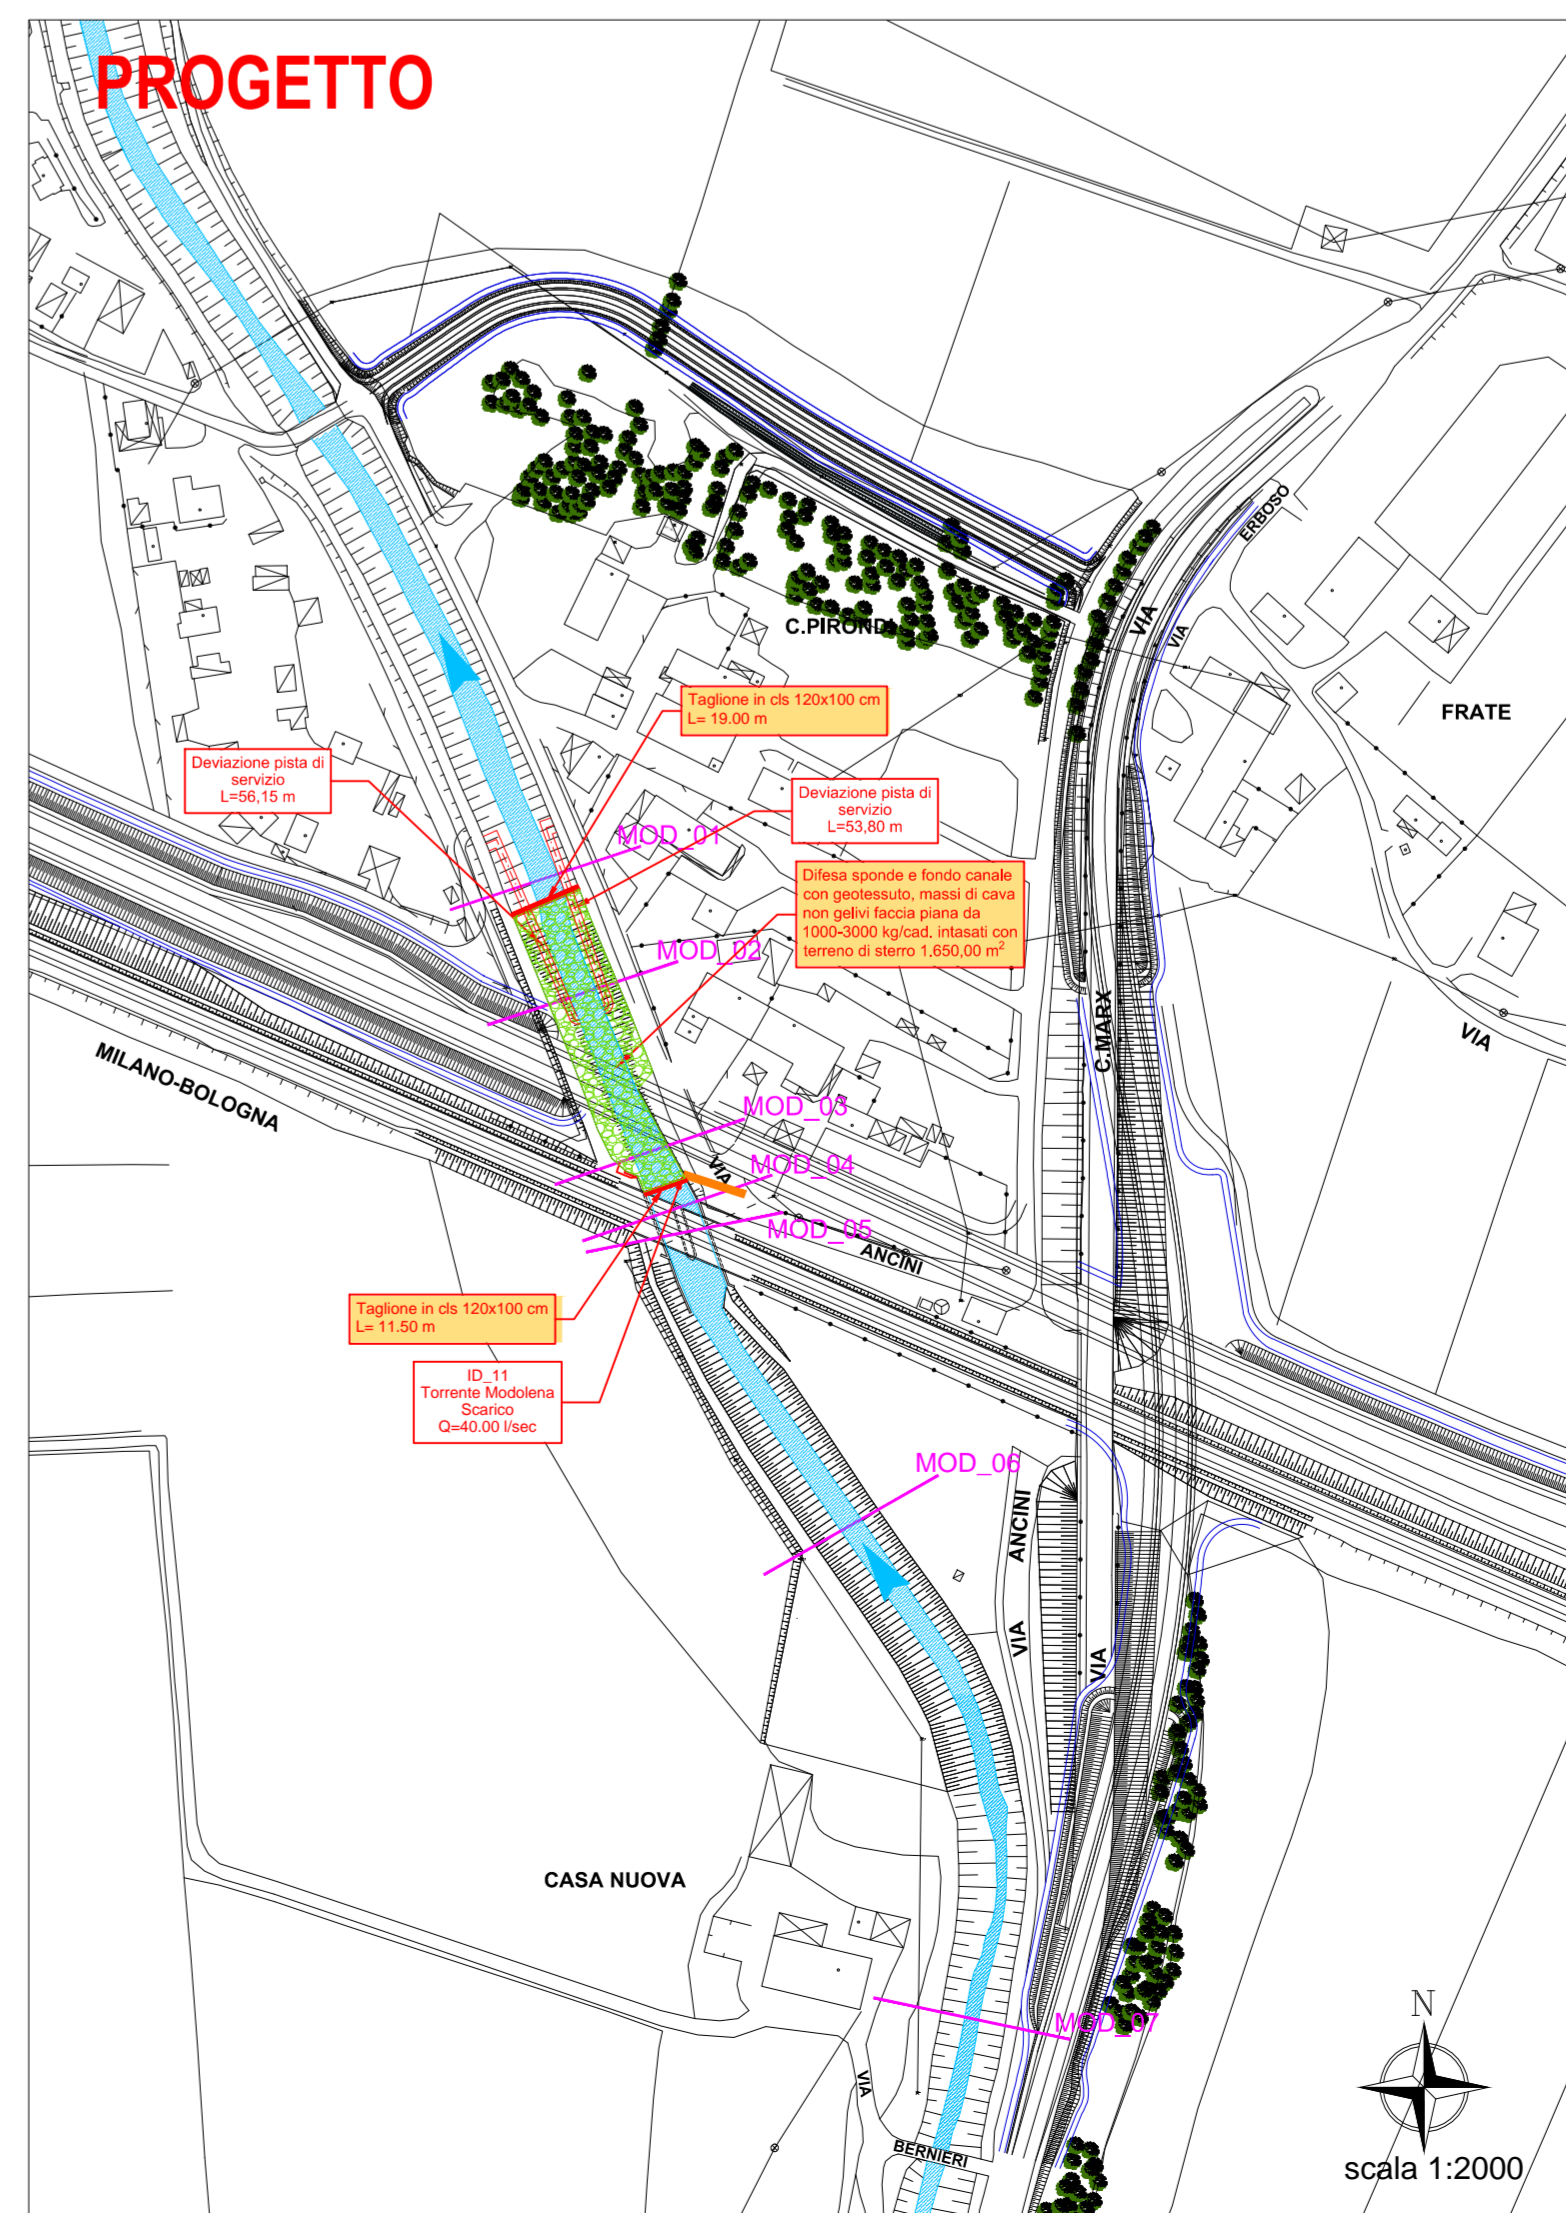 PROGETTO
ERBOSO
VIA
VIA
C.PIRONDI
FRATE
Taglione in cls 120x100 cm
L= 19.00 m
Deviazione pista di
servizio
L=56,15 m
Deviazione pista di
servizio
L=53,80 m
MOD_01
Difesa sponde e fondo canale
con geotessuto, massi di cava
non gelivi faccia piana da
1000-3000 kg/cad. intasati con
terreno di sterro 1.650,00 m²
MOD_02
C.MARX
VIA
MILANO-BOLOGNA
MOD_03
VIA
MOD_04
MOD_05
ANCINI
Taglione in cls 120x100 cm
L= 11.50 m
ID_11
Torrente Modolena
Scarico
Q=40.00 l/sec
MOD_06
ANCINI
VIA
VIA
CASA NUOVA
MOD_07
VIA
BERNIERI
N
scala 1:2000